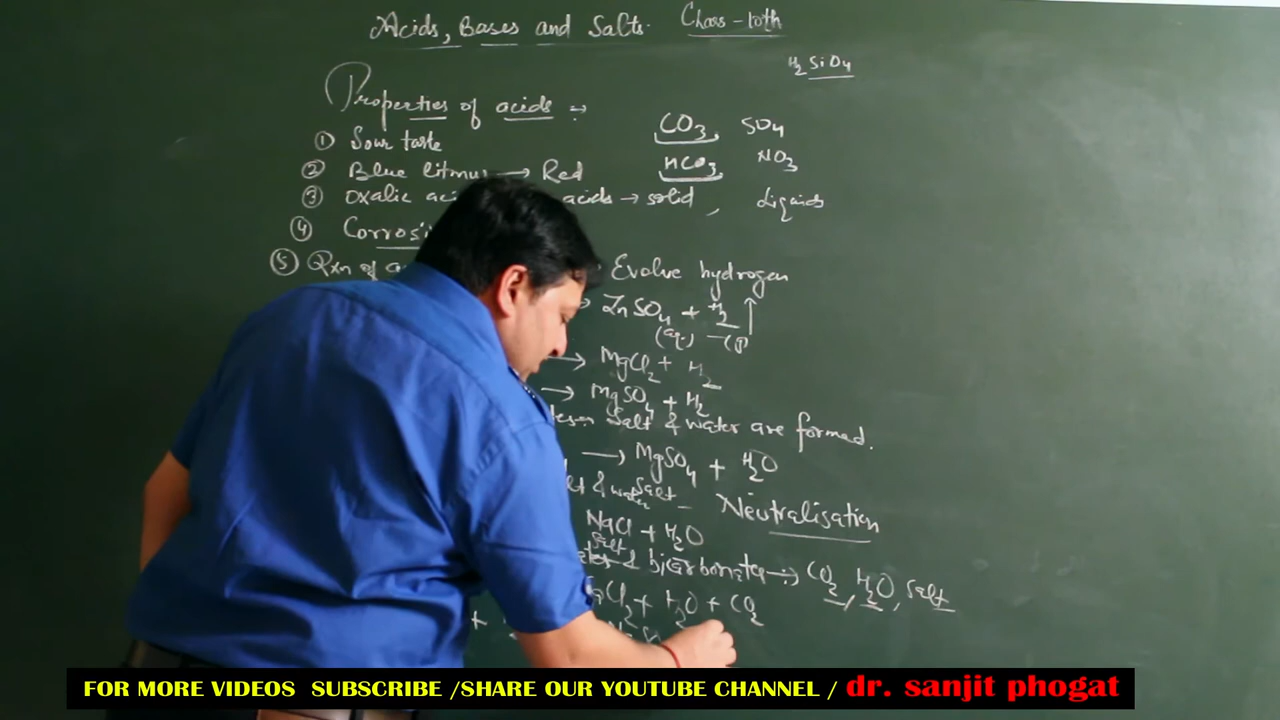 Acids, Bases and Salts. Class-10th
H2SiO4
Properties of acids :-
CO3, SO4
① Sour taste
HCO3 NO3
② Blue litmus → Red
③ Oxalic aci acids → solid, Liquids
④ Corrosi
⑤ Rxn of a Evolve hydrogen
ZnSO4 + H2 ↑
(aq.)
→ MgCl2 + H2
→ MgSO4 + H2
Salt & water are formed.
→ MgSO4 + H2O
lt & water Salt - Neutralisation
NaCl + H2O
Salt
& bicarbonate :→ CO2, H2O, Salt
gCl2 + H2O + CO2
+
FOR MORE VIDEOS SUBSCRIBE /SHARE OUR YOUTUBE CHANNEL / dr. sanjit phogat